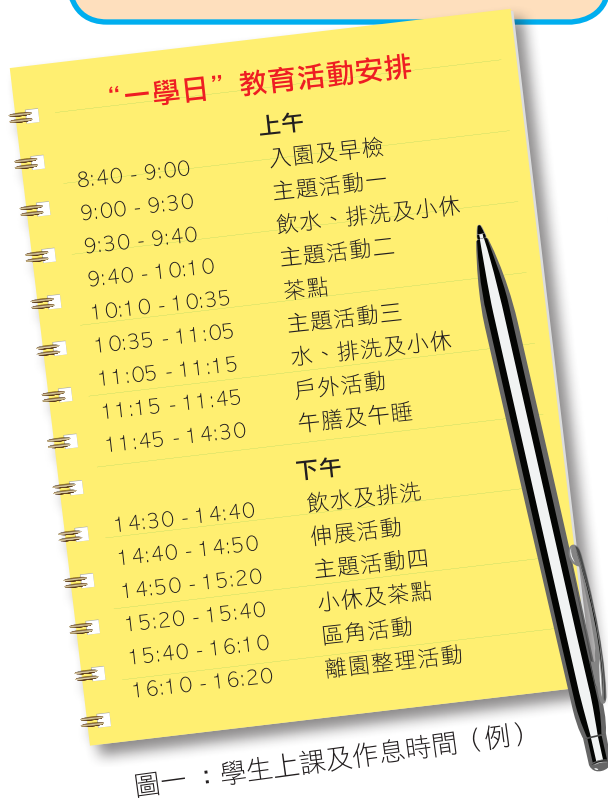 “一學日”教育活動安排
上午
8:40 - 9:00 入園及早檢
9:00 - 9:30 主題活動一
9:30 - 9:40 飲水、排洗及小休
9:40 - 10:10 主題活動二
10:10 - 10:35 茶點
10:35 - 11:05 主題活動三
11:05 - 11:15 水、排洗及小休
11:15 - 11:45 戶外活動
11:45 - 14:30 午膳及午睡
下午
14:30 - 14:40 飲水及排洗
14:40 - 14:50 伸展活動
14:50 - 15:20 主題活動四
15:20 - 15:40 小休及茶點
15:40 - 16:10 區角活動
16:10 - 16:20 離園整理活動
圖一 ：學生上課及作息時間（例）